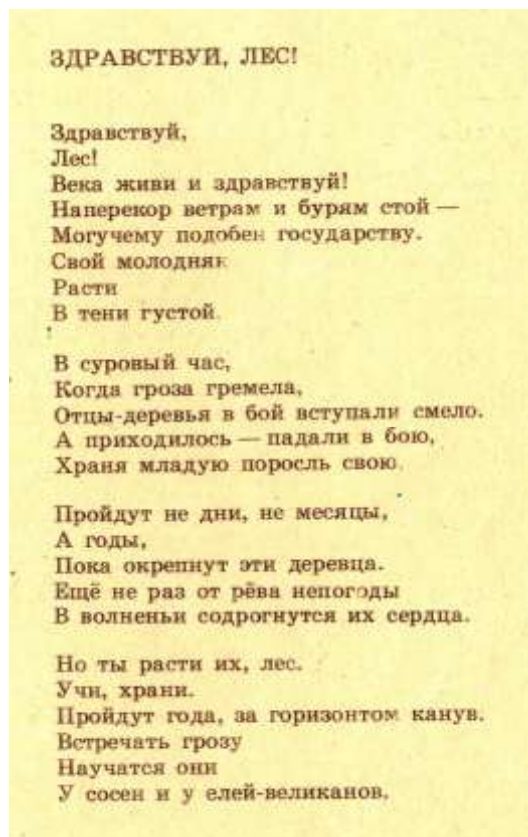 ЗДРАВСТВУЙ, ЛЕС!
Здравствуй,
Лес!
Века живи и здравствуй!
Наперекор ветрам и бурям стой —
Могучему подобен государству.
Свой молодняк
Расти
В тени густой.
В суровый час,
Когда гроза гремела,
Отцы-деревья в бой вступали смело.
А приходилось — падали в бою,
Храня младую поросль свою.
Пройдут не дни, не месяцы,
А годы,
Пока окрепнут эти деревца.
Ещё не раз от рёва непогоды
В волненьи содрогнутся их сердца.
Но ты расти их, лес.
Учи, храни.
Пройдут года, за горизонтом канув.
Встречать грозу
Научатся они
У сосен и у елей-великанов.